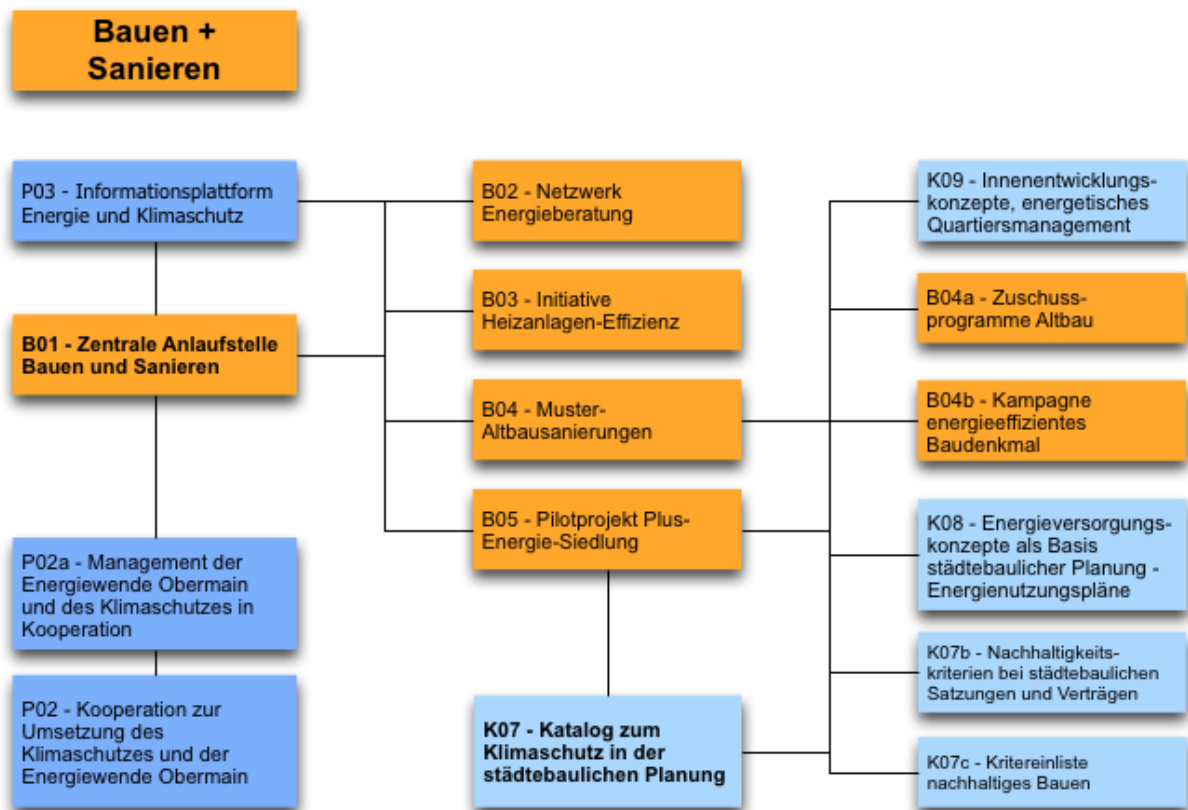 Bauen +
Sanieren
P03 - Informationsplattform
Energie und Klimaschutz
B01 - Zentrale Anlaufstelle
Bauen und Sanieren
P02a - Management der
Energiewende Obermain
und des Klimaschutzes in
Kooperation
P02 - Kooperation zur
Umsetzung des
Klimaschutzes und der
Energiewende Obermain
B02 - Netzwerk
Energieberatung
B03 - Initiative
Heizanlagen-Effizienz
B04 - Muster-
Altbausanierungen
B05 - Pilotprojekt Plus-
Energie-Siedlung
K07 - Katalog zum
Klimaschutz in der
städtebaulichen Planung
K09 - Innenentwicklungs-
konzepte, energetisches
Quartiersmanagement
B04a - Zuschuss-
programme Altbau
B04b - Kampagne
energieeffizientes
Baudenkmal
K08 - Energieversorgungs-
konzepte als Basis
städtebaulicher Planung -
Energienutzungspläne
K07b - Nachhaltigkeits-
kriterien bei städtebaulichen
Satzungen und Verträgen
K07c - Kritereinliste
nachhaltiges Bauen